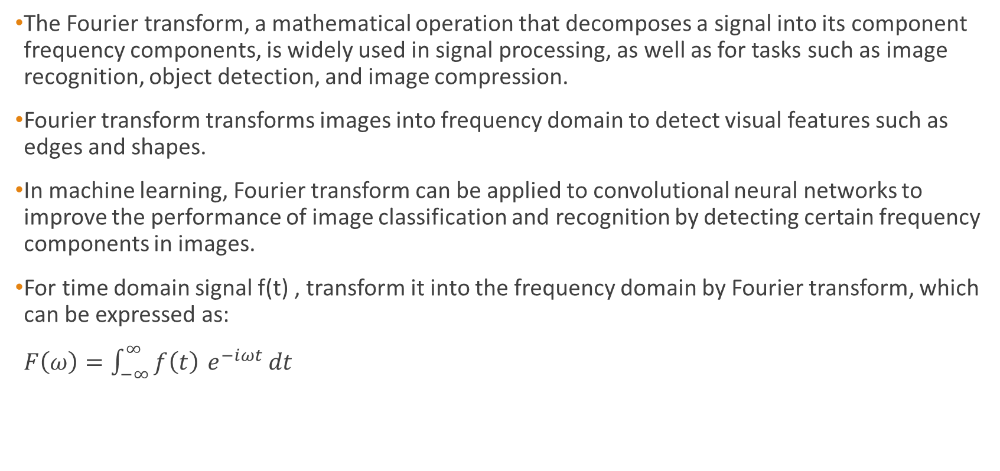 •The Fourier transform, a mathematical operation that decomposes a signal into its component
frequency components, is widely used in signal processing, as well as for tasks such as image
recognition, object detection, and image compression.
•Fourier transform transforms images into frequency domain to detect visual features such as
edges and shapes.
•In machine learning, Fourier transform can be applied to convolutional neural networks to
improve the performance of image classification and recognition by detecting certain frequency
components in images.
•For time domain signal f(t) , transform it into the frequency domain by Fourier transform, which
can be expressed as:
F(ω) = ∫_{−∞}^{∞} f(t) e^{−iωt} dt